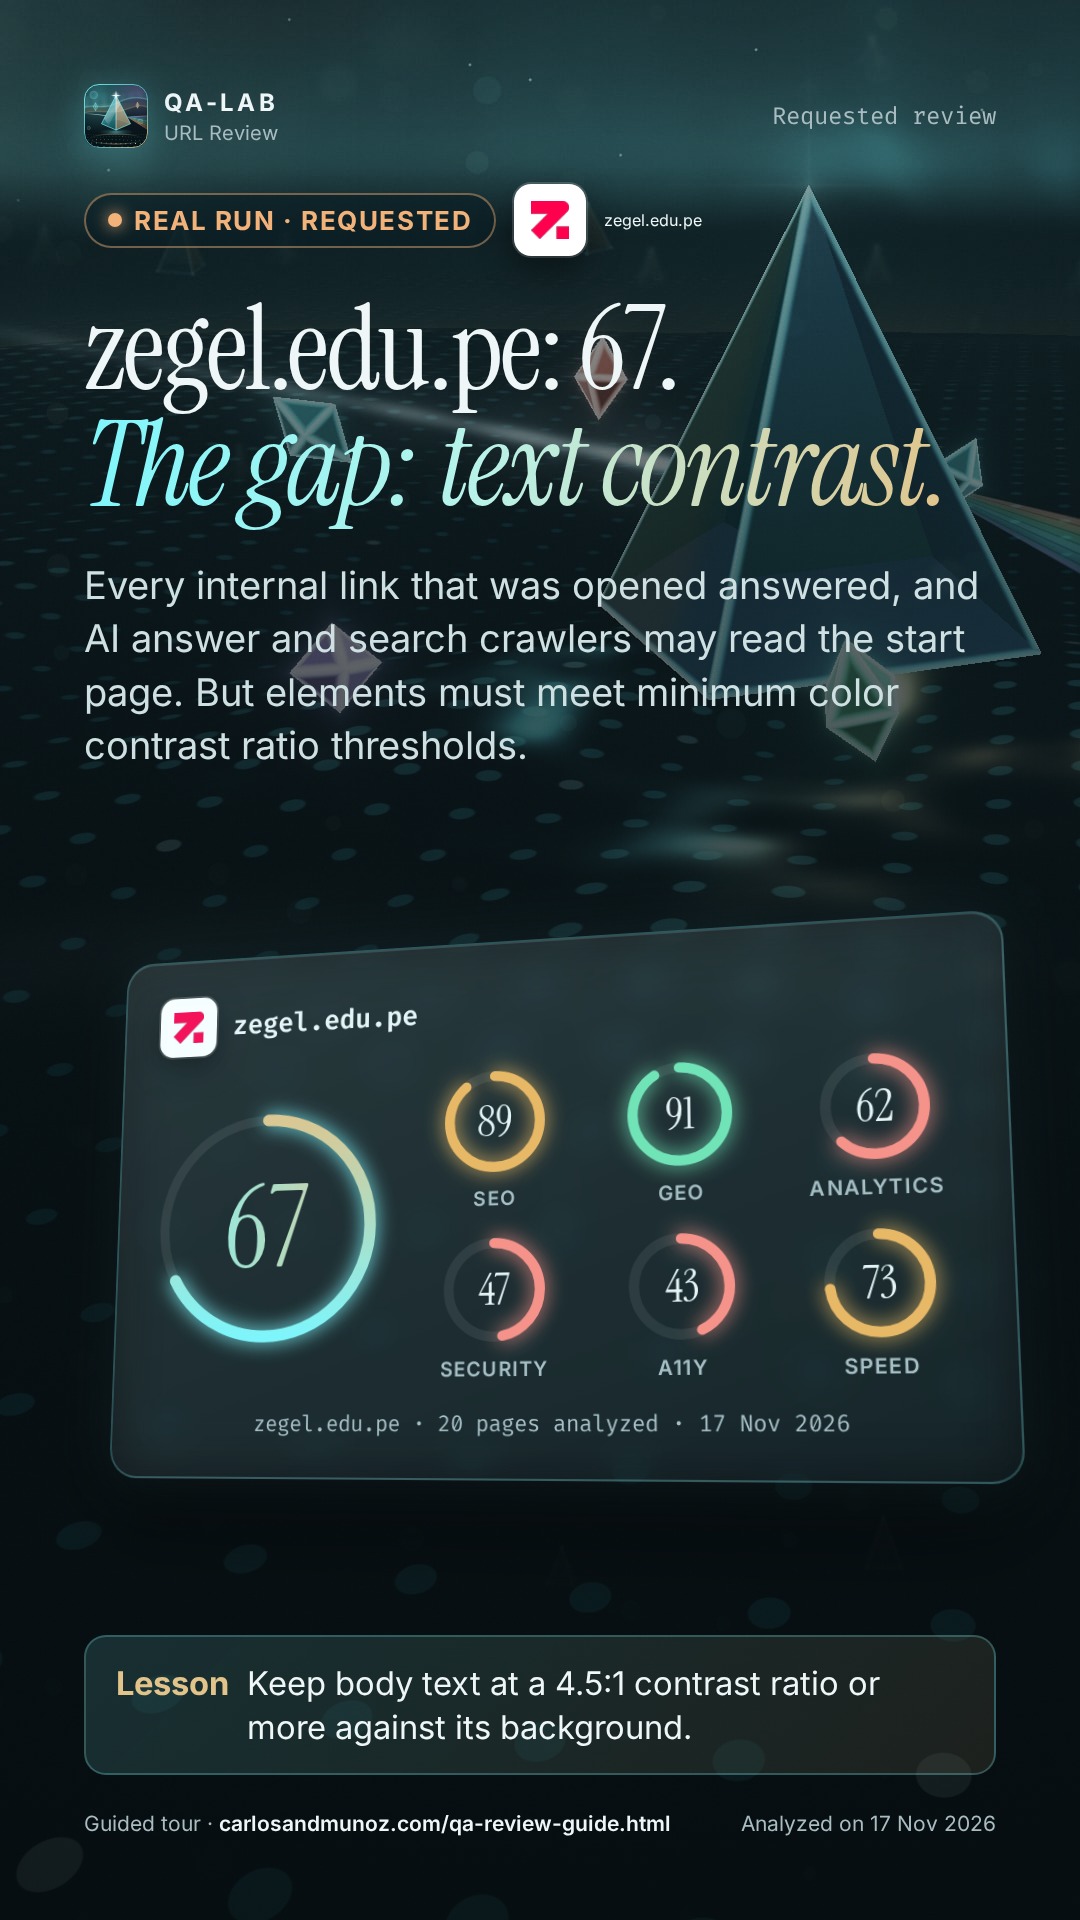 QA-LAB
URL Review
Requested review
REAL RUN · REQUESTED
zegel.edu.pe
zegel.edu.pe: 67.
The gap: text contrast.
Every internal link that was opened answered, and
AI answer and search crawlers may read the start
page. But elements must meet minimum color
contrast ratio thresholds.
zegel.edu.pe
67
89
SEO
91
GEO
62
ANALYTICS
47
SECURITY
43
A11Y
73
SPEED
zegel.edu.pe · 20 pages analyzed · 17 Nov 2026
Lesson Keep body text at a 4.5:1 contrast ratio or
more against its background.
Guided tour · carlosandmunoz.com/qa-review-guide.html
Analyzed on 17 Nov 2026